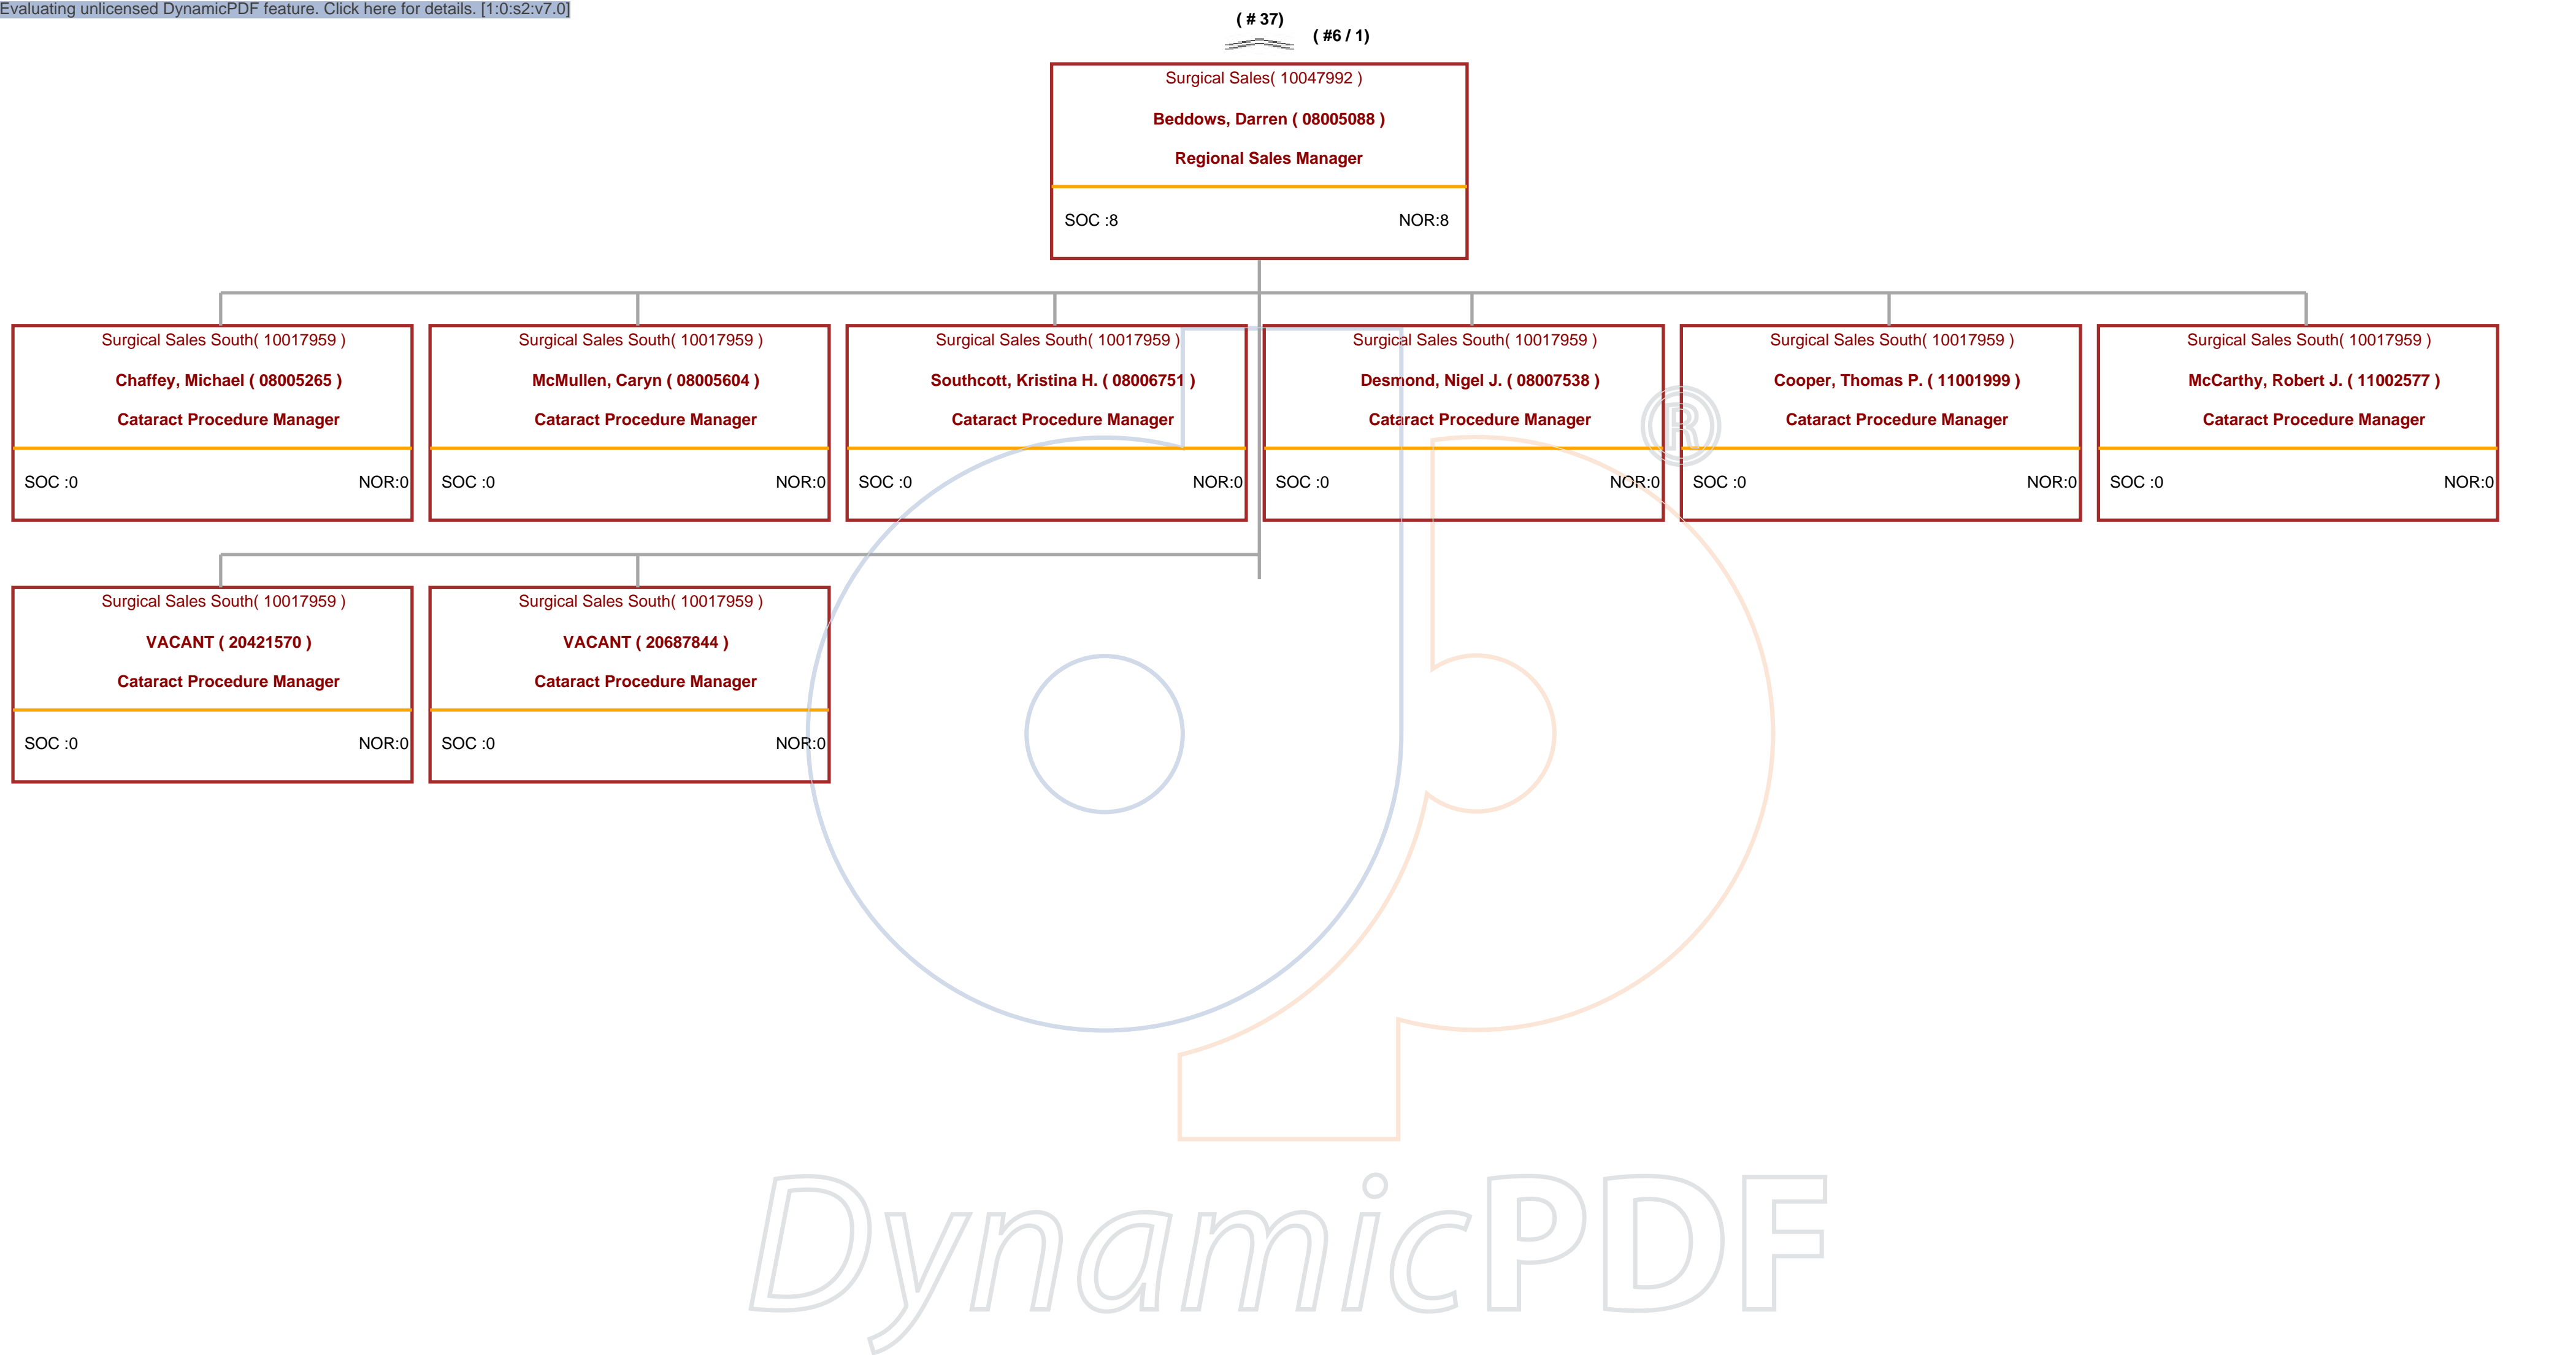 Evaluating unlicensed DynamicPDF feature. Click here for details. [1:0:s2:v7.0]
( # 37)
( #6 / 1)
Surgical Sales( 10047992 )
Beddows, Darren ( 08005088 )
Regional Sales Manager
SOC :8 NOR:8
Surgical Sales South( 10017959 )
Chaffey, Michael ( 08005265 )
Cataract Procedure Manager
SOC :0 NOR:0
Surgical Sales South( 10017959 )
McMullen, Caryn ( 08005604 )
Cataract Procedure Manager
SOC :0 NOR:0
Surgical Sales South( 10017959 )
Southcott, Kristina H. ( 08006751 )
Cataract Procedure Manager
SOC :0 NOR:0
Surgical Sales South( 10017959 )
Desmond, Nigel J. ( 08007538 )
Cataract Procedure Manager
SOC :0 NOR:0
Surgical Sales South( 10017959 )
Cooper, Thomas P. ( 11001999 )
Cataract Procedure Manager
SOC :0 NOR:0
Surgical Sales South( 10017959 )
McCarthy, Robert J. ( 11002577 )
Cataract Procedure Manager
SOC :0 NOR:0
Surgical Sales South( 10017959 )
VACANT ( 20421570 )
Cataract Procedure Manager
SOC :0 NOR:0
Surgical Sales South( 10017959 )
VACANT ( 20687844 )
Cataract Procedure Manager
SOC :0 NOR:0
®
DynamicPDF